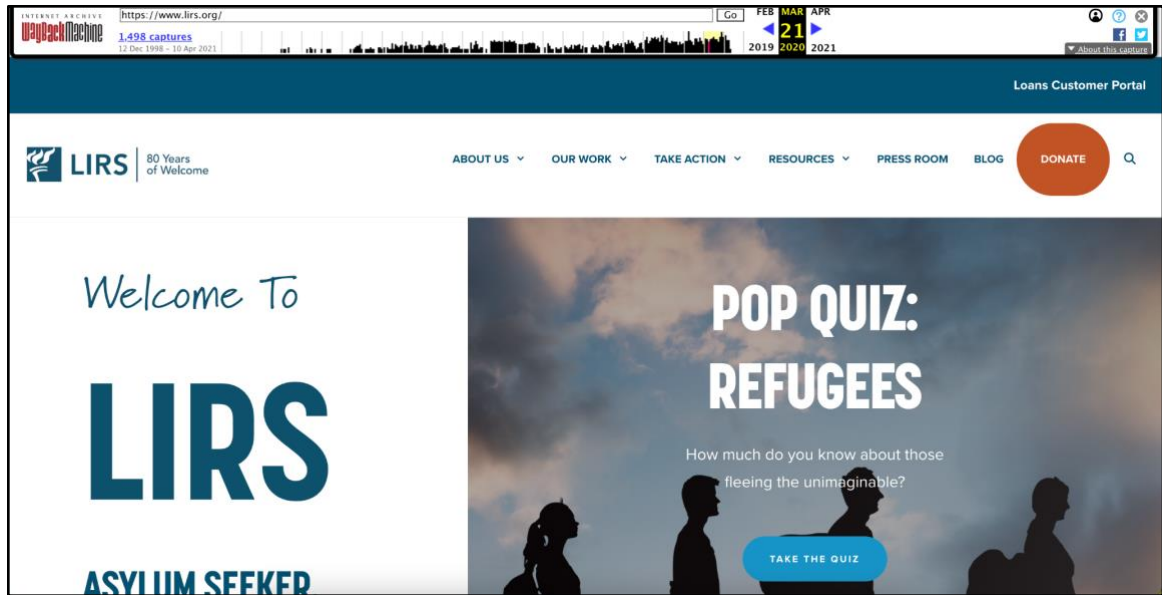 INTERNET ARCHIVE
WayBackMachine
https://www.lirs.org/
Go
FEB MAR APR
1,498 captures
21
12 Dec 1998 – 10 Apr 2021
2019 2020 2021
About this capture
Loans Customer Portal
LIRS
80 Years
of Welcome
ABOUT US
OUR WORK
TAKE ACTION
RESOURCES
PRESS ROOM
BLOG
DONATE
Welcome To
LIRS
ASYLUM SEEKER
POP QUIZ:
REFUGEES
How much do you know about those
fleeing the unimaginable?
TAKE THE QUIZ